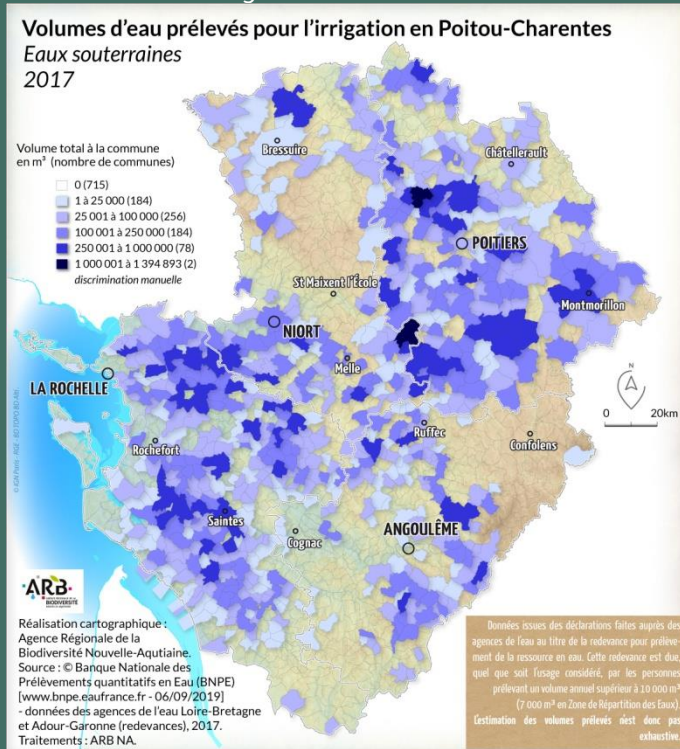 Volumes d'eau prélevés pour l'irrigation en Poitou-Charentes
Eaux souterraines
2017
Volume total à la commune
en m³ (nombre de communes)
0 (715)
1 à 25 000 (184)
25 001 à 100 000 (256)
100 001 à 250 000 (184)
250 001 à 1 000 000 (78)
1 000 001 à 1 394 893 (2)
discrimination manuelle
Bressuire
Châtellerault
POITIERS
St Maixent l'École
Montmorillon
NIORT
Melle
LA ROCHELLE
N
0 20km
Ruffec
Confolens
Rochefort
Saintes
Cognac
ANGOULÊME
ARB
BIODIVERSITÉ
Réalisation cartographique :
Agence Régionale de la
Biodiversité Nouvelle-Aqutiaine.
Source : © Banque Nationale des
Prélèvements quantitatifs en Eau (BNPE)
[www.bnpe.eaufrance.fr - 06/09/2019]
- données des agences de l'eau Loire-Bretagne
et Adour-Garonne (redevances), 2017.
Traitements : ARB NA.
Données issues des déclarations faites auprès des
agences de l'eau au titre de la redevance pour prélève-
ment de la ressource en eau. Cette redevance est due,
quel que soit l'usage considéré, par les personnes
prélevant un volume annuel supérieur à 10 000 m³
(7 000 m³ en Zone de Répartition des Eaux).
L'estimation des volumes prélevés n'est donc pas
exhaustive.